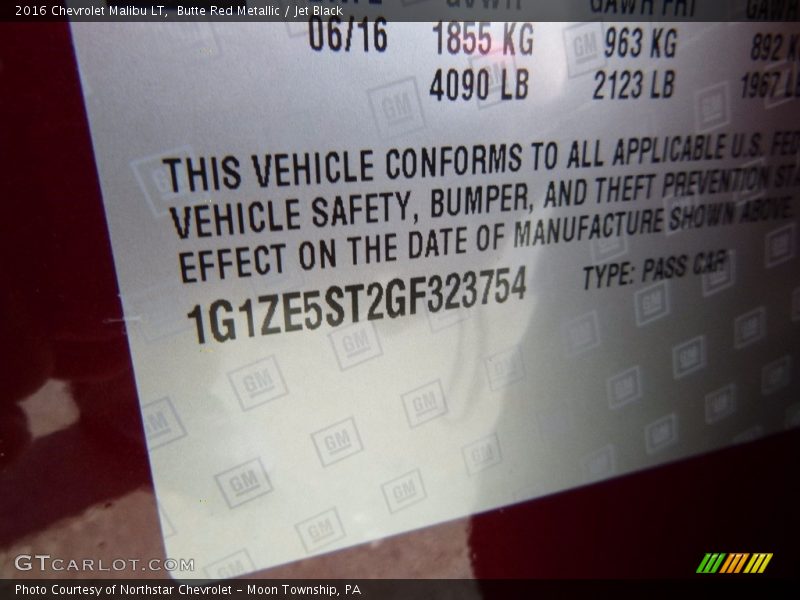 2016 Chevrolet Malibu LT, Butte Red Metallic / Jet Black
06/16 1855 KG 963 KG 892 K
4090 LB 2123 LB 1967 LB
THIS VEHICLE CONFORMS TO ALL APPLICABLE U.S. FED
VEHICLE SAFETY, BUMPER, AND THEFT PREVENTION STA
EFFECT ON THE DATE OF MANUFACTURE SHOWN ABOVE.
1G1ZE5ST2GF323754 TYPE: PASS CAR
GTCARLOT.COM
Photo Courtesy of Northstar Chevrolet - Moon Township, PA